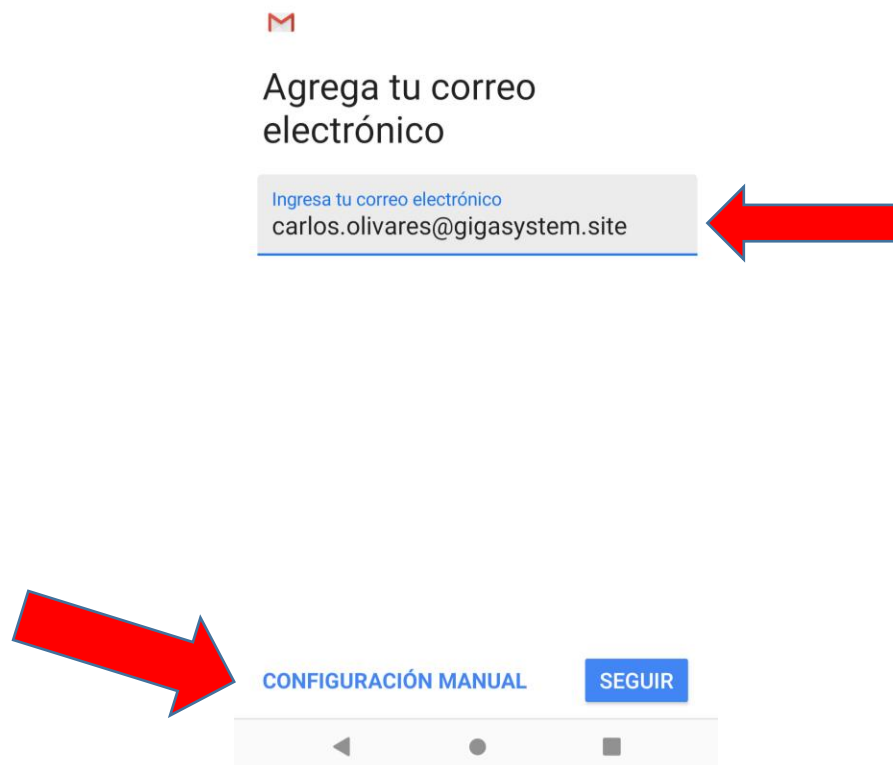 Agrega tu correo
electrónico
Ingresa tu correo electrónico
carlos.olivares@gigasystem.site
CONFIGURACIÓN MANUAL
SEGUIR